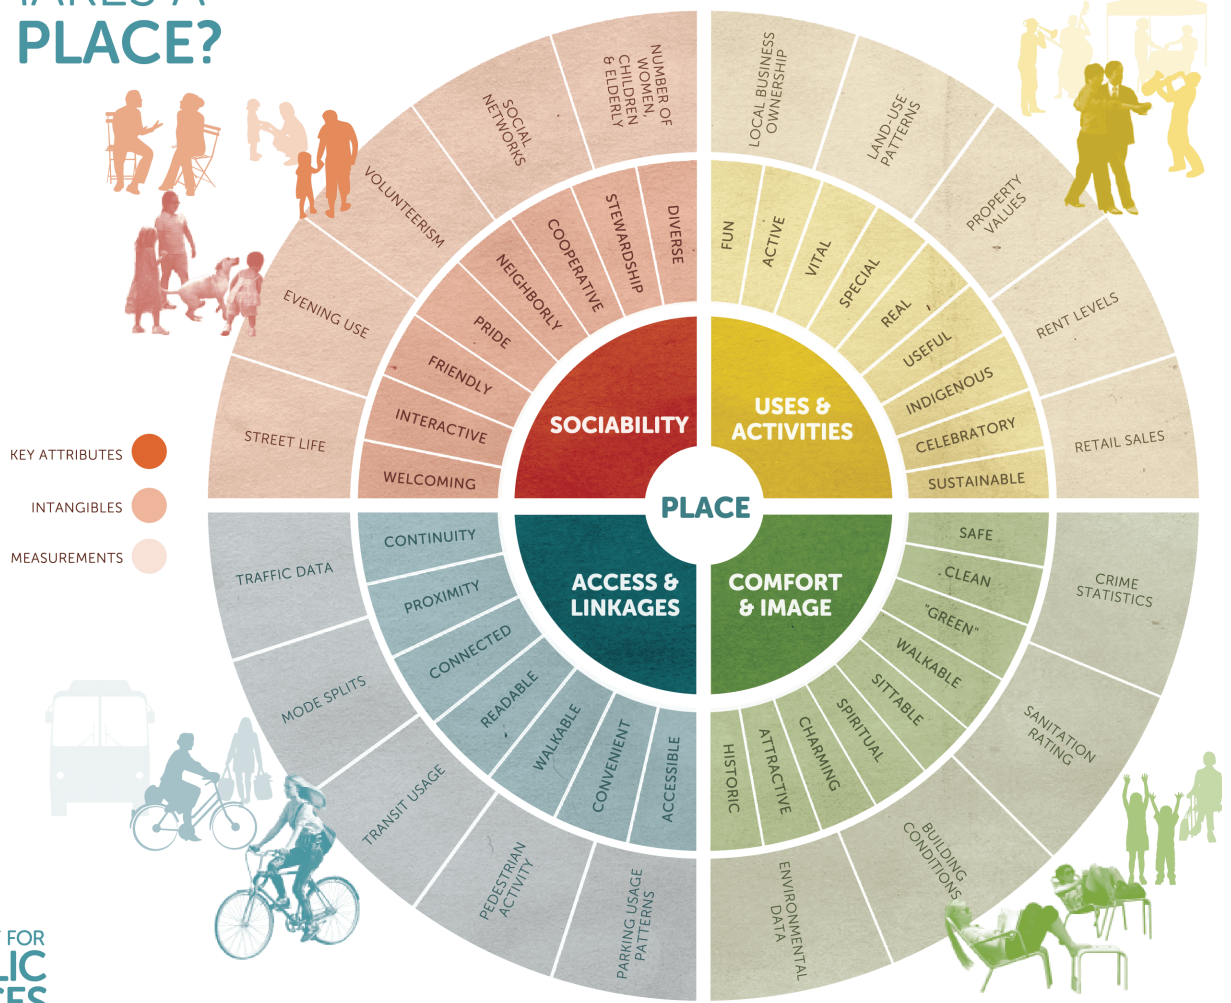 PLACE?
NUMBER OF
WOMEN,
CHILDREN
& ELDERLY
SOCIAL
NETWORKS
VOLUNTEERISM
EVENING USE
STREET LIFE
DIVERSE
STEWARDSHIP
COOPERATIVE
NEIGHBORLY
PRIDE
FRIENDLY
INTERACTIVE
WELCOMING
SOCIABILITY
LOCAL BUSINESS
OWNERSHIP
LAND-USE
PATTERNS
PROPERTY
VALUES
RENT LEVELS
RETAIL SALES
FUN
ACTIVE
VITAL
SPECIAL
REAL
USEFUL
INDIGENOUS
CELEBRATORY
SUSTAINABLE
USES &
ACTIVITIES
KEY ATTRIBUTES
INTANGIBLES
MEASUREMENTS
PLACE
ACCESS &
LINKAGES
CONTINUITY
PROXIMITY
CONNECTED
READABLE
WALKABLE
CONVENIENT
ACCESSIBLE
TRAFFIC DATA
MODE SPLITS
TRANSIT USAGE
PEDESTRIAN
ACTIVITY
PARKING USAGE
PATTERNS
COMFORT
& IMAGE
SAFE
CLEAN
"GREEN"
WALKABLE
SITTABLE
SPIRITUAL
CHARMING
ATTRACTIVE
HISTORIC
CRIME
STATISTICS
SANITATION
RATING
BUILDING
CONDITIONS
ENVIRONMENTAL
DATA
FOR